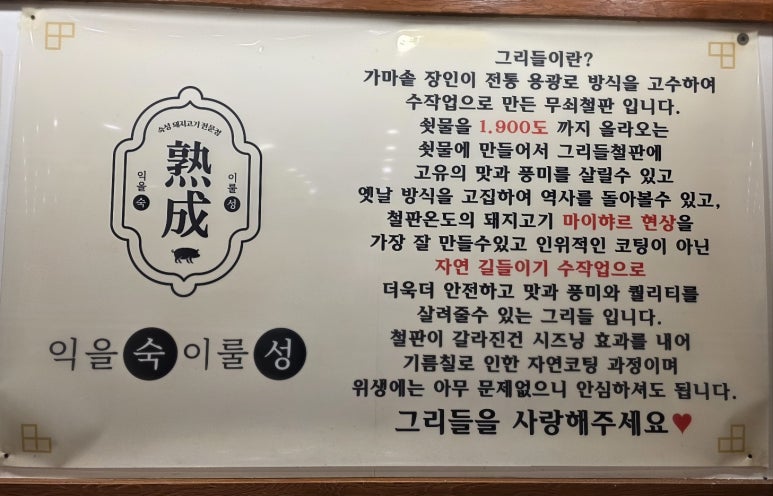 숙성 돼지고기 전문점
익을 숙
熟成
이룰 성
익을숙이룰성
그리들이란?
가마솥 장인이 전통 용광로 방식을 고수하여
수작업으로 만든 무쇠철판 입니다.
쇳물을 1.900도 까지 올라오는
쇳물에 만들어서 그리들철판에
고유의 맛과 풍미를 살릴수 있고
옛날 방식을 고집하여 역사를 돌아볼수 있고,
철판온도의 돼지고기 마이햐르 현상을
가장 잘 만들수있고 인위적인 코팅이 아닌
자연 길들이기 수작업으로
더욱더 안전하고 맛과 풍미와 퀄리티를
살려줄수 있는 그리들 입니다.
철판이 갈라진건 시즈닝 효과를 내어
기름칠로 인한 자연코팅 과정이며
위생에는 아무 문제없으니 안심하셔도 됩니다.
그리들을 사랑해주세요♥